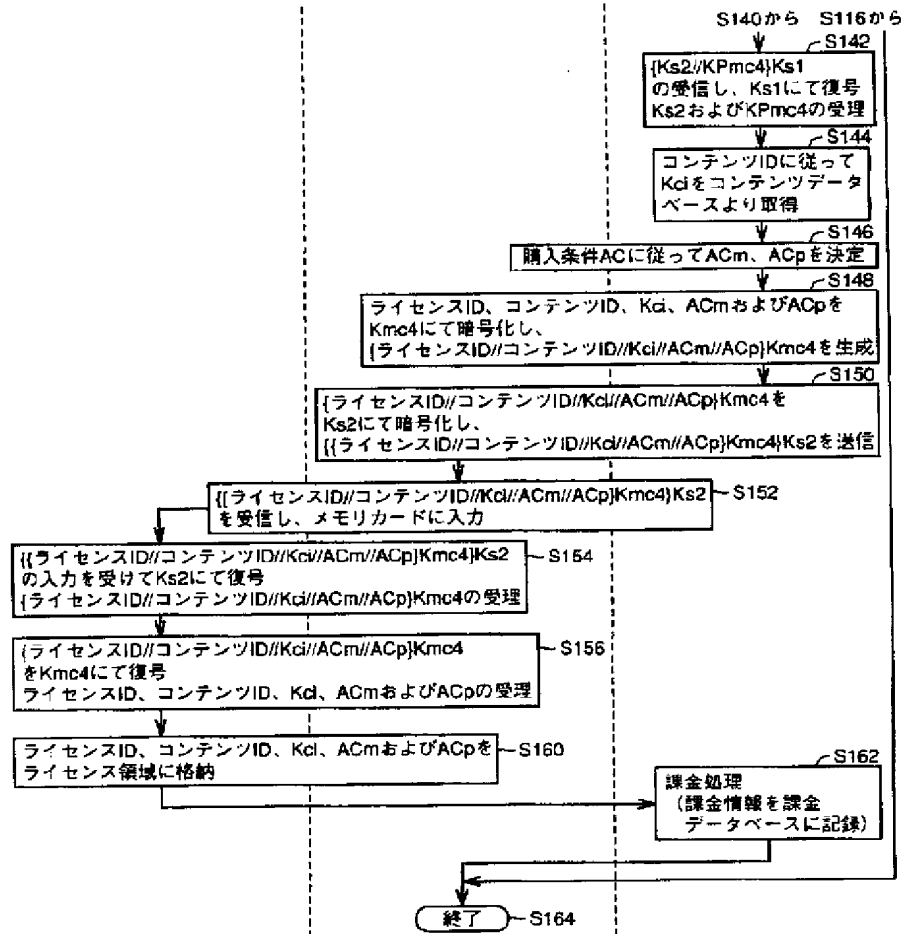 S140から S116から
S142
{Ks2//KPmc4}Ks1
の受信し、Ks1にて復号
Ks2およびKPmc4の受理
S144
コンテンツIDに従って
Kciをコンテンツデータ
ベースより取得
S146
購入条件ACに従ってACm、ACpを決定
S148
ライセンスID、コンテンツID、Kci、ACmおよびACpを
Kmc4にて暗号化し、
{ライセンスID//コンテンツID//Kci//ACm//ACp}Kmc4を生成
S150
{ライセンスID//コンテンツID//Kci//ACm//ACp}Kmc4を
Ks2にて暗号化し、
{{ライセンスID//コンテンツID//Kci//ACm//ACp}Kmc4}Ks2を送信
{{ライセンスID//コンテンツID//Kci//ACm//ACp}Kmc4}Ks2
を受信し、メモリカードに入力
S152
{{ライセンスID//コンテンツID//Kci//ACm//ACp}Kmc4}Ks2
の入力を受けてKs2にて復号
{ライセンスID//コンテンツID//Kci//ACm//ACp}Kmc4の受理
S154
{ライセンスID//コンテンツID//Kci//ACm//ACp}Kmc4
をKmc4にて復号
ライセンスID、コンテンツID、Kci、ACmおよびACpの受理
S156
ライセンスID、コンテンツID、Kci、ACmおよびACpを
ライセンス領域に格納
S160
S162
課金処理
(課金情報を課金
データベースに記録)
終了
S164